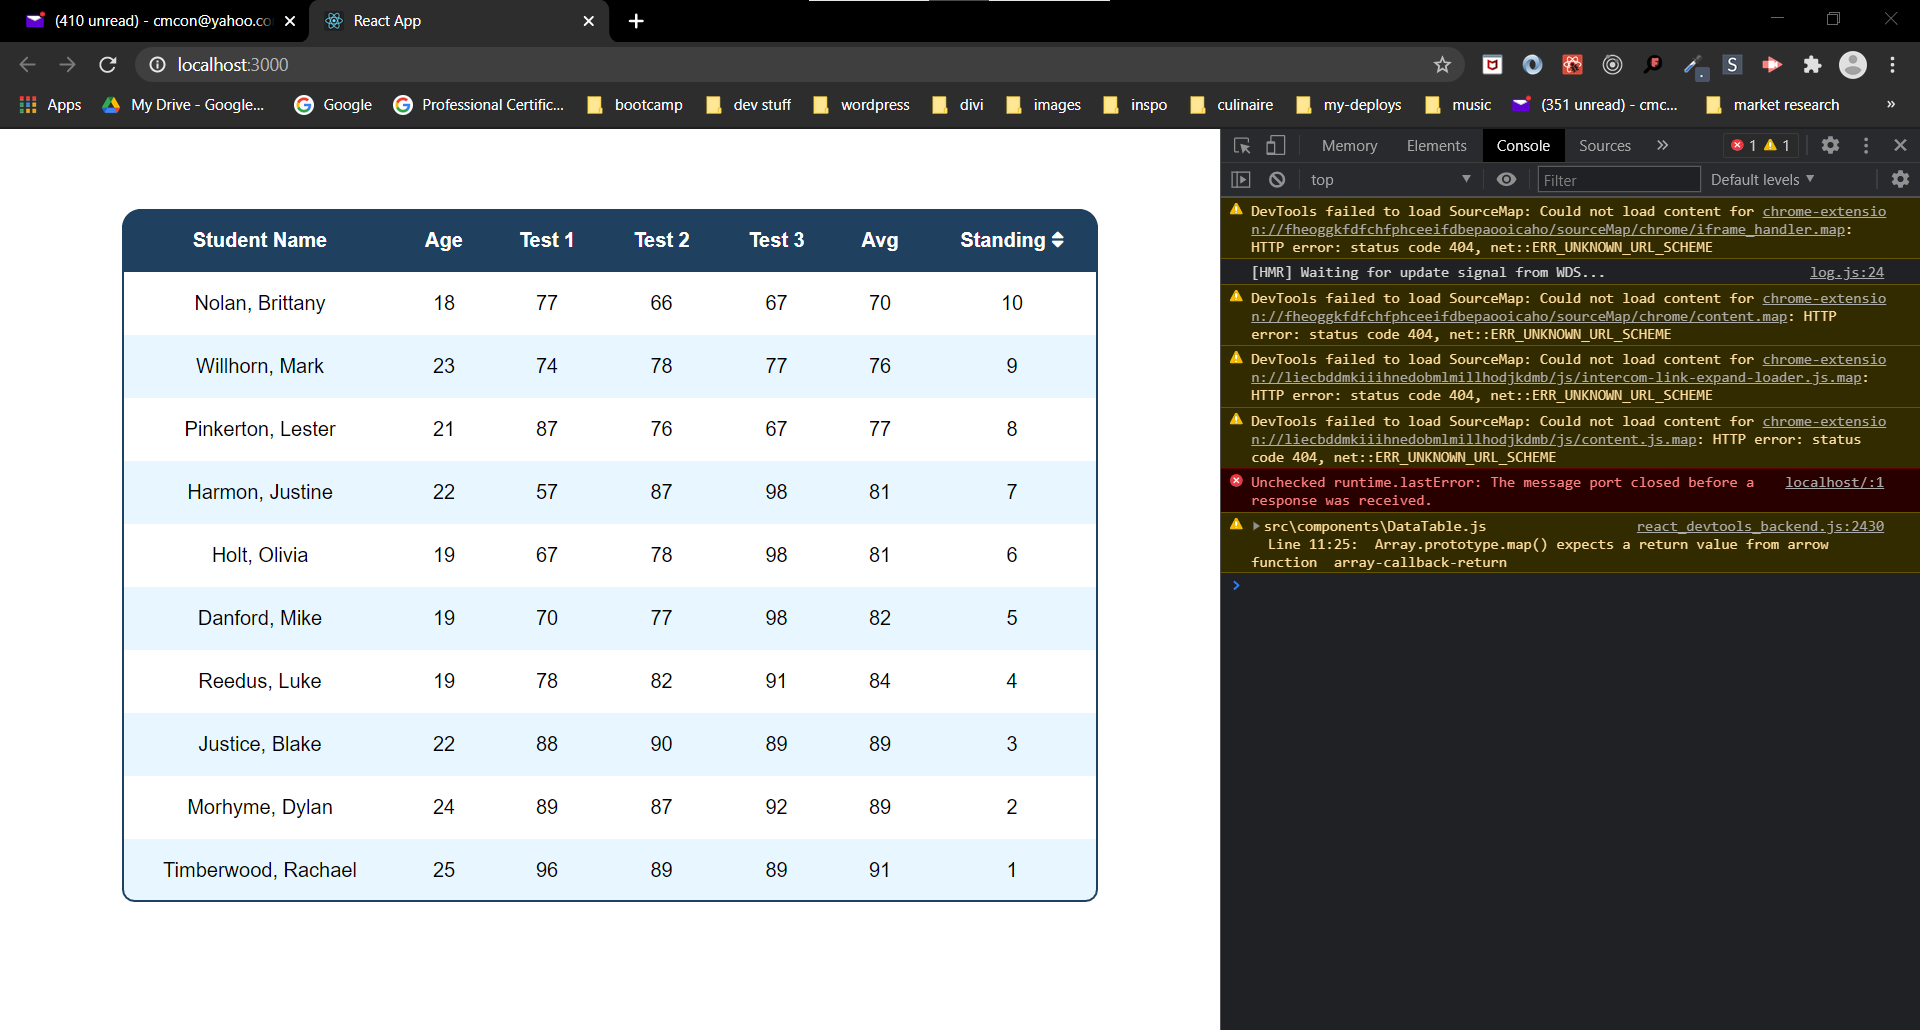 (410 unread) - cmcon@yahoo.co
React App
localhost:3000
Apps
My Drive - Google...
Google
Professional Certific...
bootcamp
dev stuff
wordpress
divi
images
inspo
culinaire
my-deploys
music
(351 unread) - cmc...
market research
»
Memory Elements Console Sources » 1 1
top Filter Default levels
DevTools failed to load SourceMap: Could not load content for chrome-extensio
n://fheoggkfdfchfphceeifdbepaooicaho/sourceMap/chrome/iframe_handler.map:
HTTP error: status code 404, net::ERR_UNKNOWN_URL_SCHEME
[HMR] Waiting for update signal from WDS... log.js:24
DevTools failed to load SourceMap: Could not load content for chrome-extensio
n://fheoggkfdfchfphceeifdbepaooicaho/sourceMap/chrome/content.map: HTTP
error: status code 404, net::ERR_UNKNOWN_URL_SCHEME
DevTools failed to load SourceMap: Could not load content for chrome-extensio
n://liecbddmkiiihnedobmlmillhodjkdmb/js/intercom-link-expand-loader.js.map:
HTTP error: status code 404, net::ERR_UNKNOWN_URL_SCHEME
DevTools failed to load SourceMap: Could not load content for chrome-extensio
n://liecbddmkiiihnedobmlmillhodjkdmb/js/content.js.map: HTTP error: status
code 404, net::ERR_UNKNOWN_URL_SCHEME
Unchecked runtime.lastError: The message port closed before a localhost/:1
response was received.
src\components\DataTable.js react_devtools_backend.js:2430
Line 11:25: Array.prototype.map() expects a return value from arrow
function array-callback-return
Student Name Age Test 1 Test 2 Test 3 Avg Standing
Nolan, Brittany 18 77 66 67 70 10
Willhorn, Mark 23 74 78 77 76 9
Pinkerton, Lester 21 87 76 67 77 8
Harmon, Justine 22 57 87 98 81 7
Holt, Olivia 19 67 78 98 81 6
Danford, Mike 19 70 77 98 82 5
Reedus, Luke 19 78 82 91 84 4
Justice, Blake 22 88 90 89 89 3
Morhyme, Dylan 24 89 87 92 89 2
Timberwood, Rachael 25 96 89 89 91 1